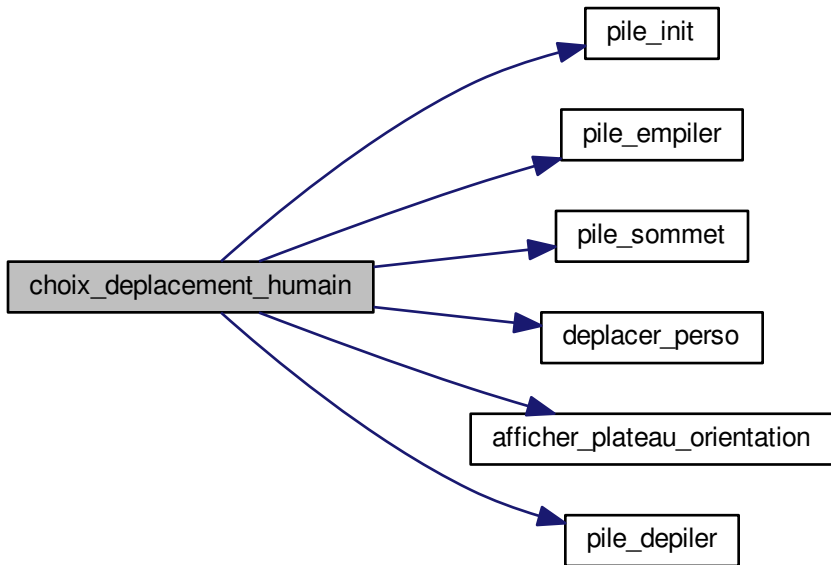 pile_init
pile_empiler
pile_sommet
choix_deplacement_humain
deplacer_perso
afficher_plateau_orientation
pile_depiler